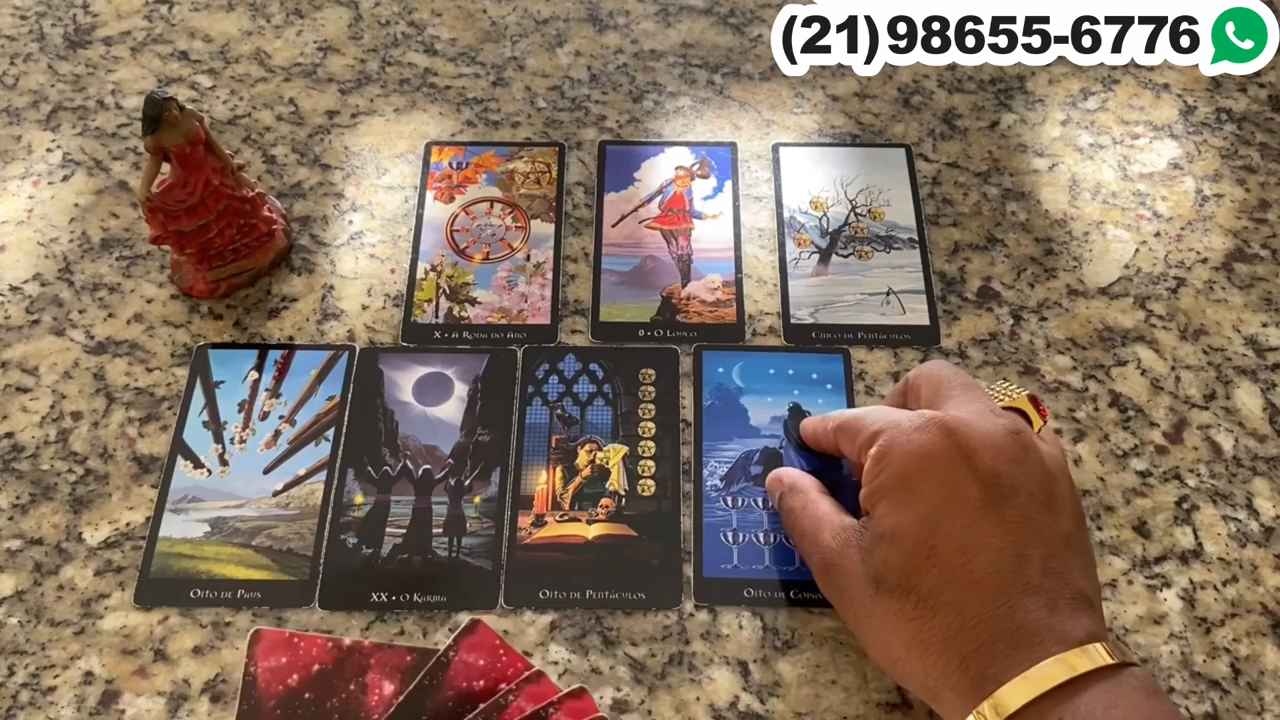 (21)98655-6776
X • A Roda do Ano
0 • O Louco
Cinco de Pentáculos
Oito de Paus
XX • O Karma
Oito de Pentáculos
Oito de Copas